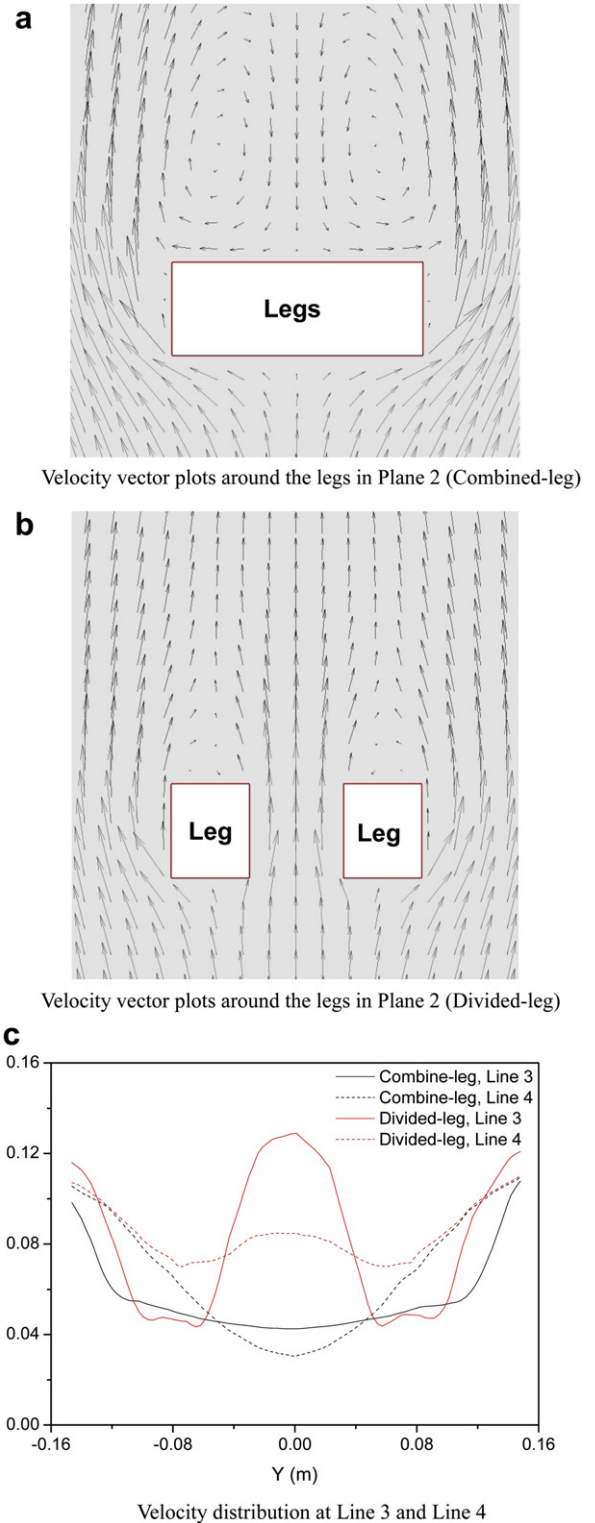 a
Legs
Velocity vector plots around the legs in Plane 2 (Combined-leg)
b
Leg
Leg
Velocity vector plots around the legs in Plane 2 (Divided-leg)
c
0.16
Combine-leg, Line 3
Combine-leg, Line 4
Divided-leg, Line 3
Divided-leg, Line 4
0.12
0.08
0.04
0.00
-0.16
-0.08
0.00
0.08
0.16
Y (m)
Velocity distribution at Line 3 and Line 4